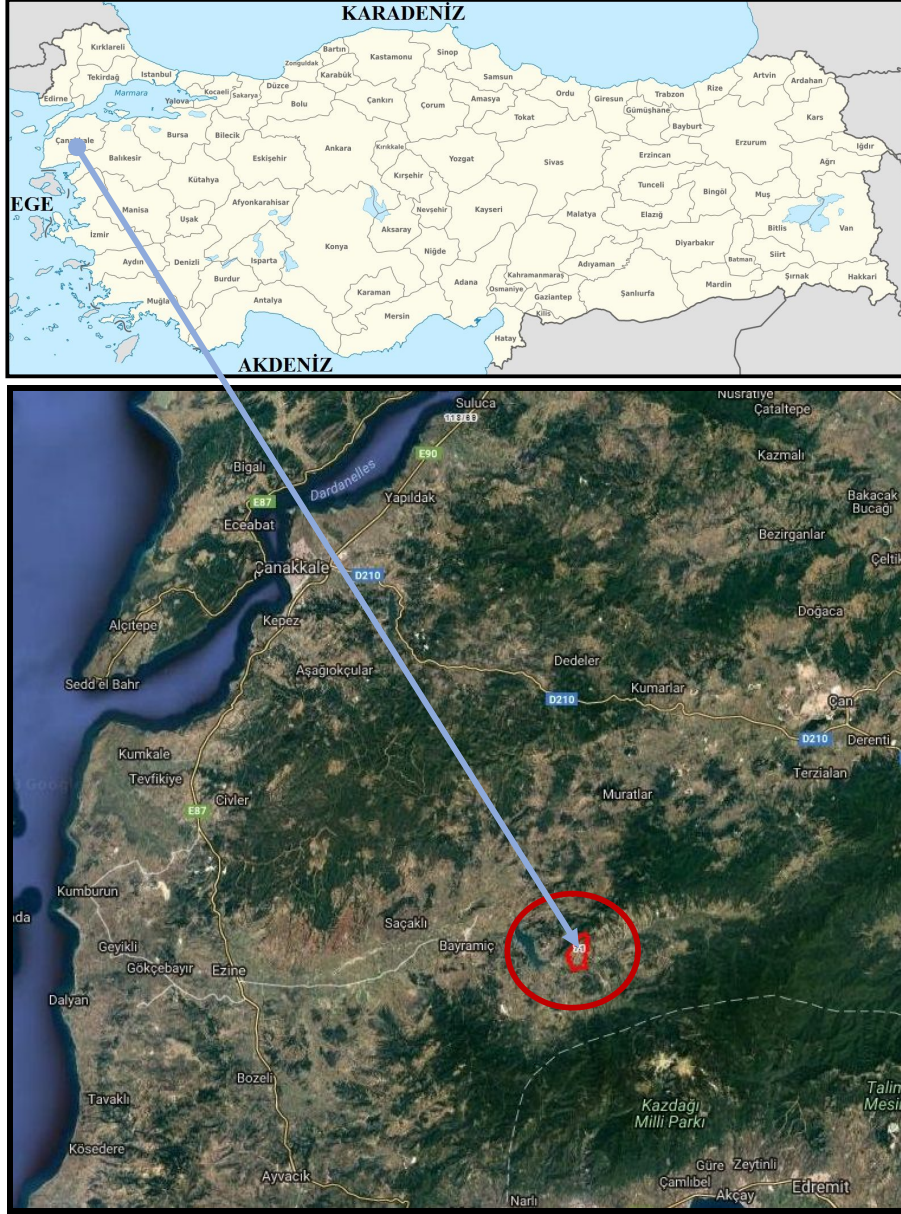 KARADENİZ
Kırklareli
Bartın
Sinop
Zonguldak
Kastamonu
Tekirdağ
Istanbul
Karabük
Samsun
Artvin
Ardahan
Edirne
Marmara
Yalova
Kocaeli
Sakarya
Düzce
Bolu
Çankırı
Çorum
Amasya
Ordu
Giresun
Trabzon
Rize
Gümüşhane
Kars
Tokat
Bayburt
Çanakkale
Bursa
Bilecik
Ankara
Kırıkkale
Erzurum
Iğdır
Balıkesir
Eskişehir
Yozgat
Sivas
Erzincan
Ağrı
Kütahya
Kırşehir
Tunceli
Bingöl
Muş
EGE
Manisa
Uşak
Afyonkarahisar
Nevşehir
Kayseri
Malatya
Elazığ
Bitlis
Van
İzmir
Konya
Aksaray
Niğde
Diyarbakır
Siirt
Batman
Aydın
Denizli
Isparta
Burdur
Adıyaman
Kahramanmaraş
Adana
Osmaniye
Gaziantep
Şanlıurfa
Mardin
Şırnak
Hakkari
Muğla
Antalya
Karaman
Mersin
Kilis
Hatay
AKDENİZ
Suluca
Nusratiye
Çataltepe
E90
Bigalı
Kazmalı
Dardanelles
Yapıldak
E87
Eceabat
Bakacak
Bucağı
Bezirganlar
Çanakkale
D210
Çeltik
Kepez
Alçıtepe
Doğaca
Aşağıokçular
Dedeler
Sedd el Bahr
Kumarlar
D210
Çan
D210
Derenti
Kumkale
Tevfikiye
Terzialan
Civler
Muratlar
E87
Kumburun
Saçaklı
Geyikli
Bayramiç
Gökçebayır
Ezine
Dalyan
Bozeli
Tavaklı
Kazdağı
Milli Parkı
Kösedere
Ayvacık
Güre
Zeytinli
Çamlıbel
Akçay
Edremit
Narlı